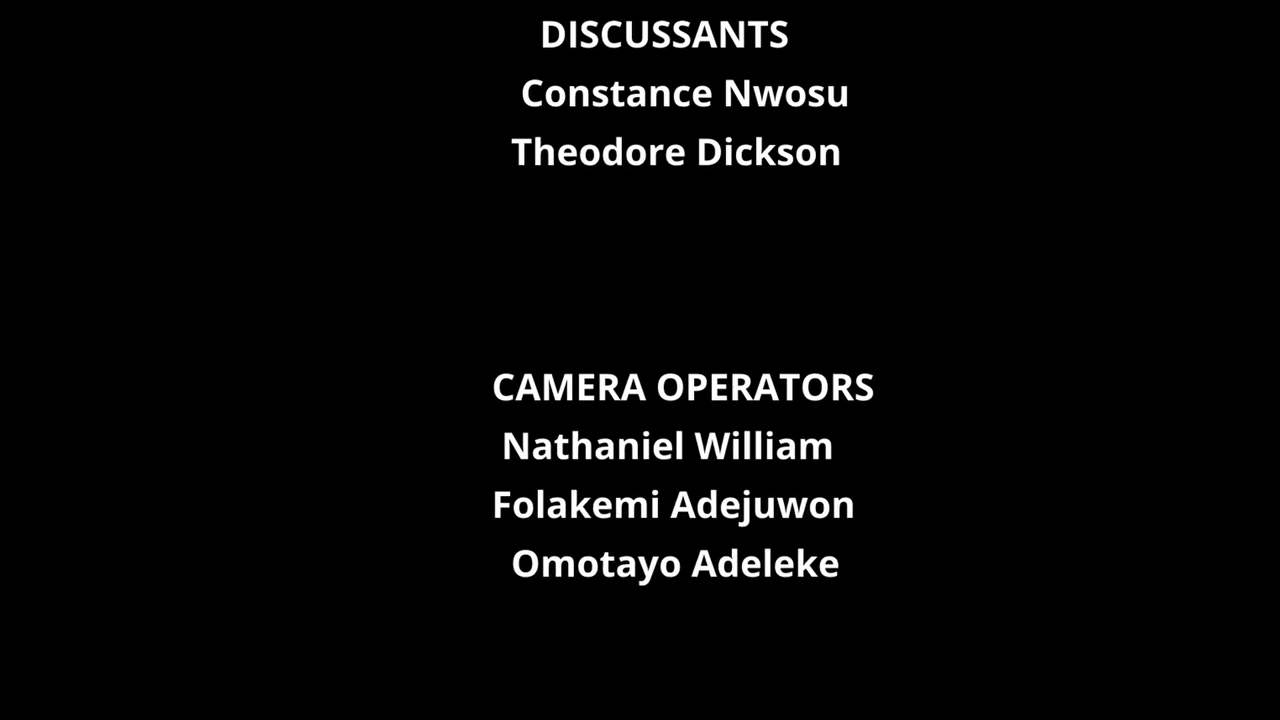 DISCUSSANTS
Constance Nwosu
Theodore Dickson
CAMERA OPERATORS
Nathaniel William
Folakemi Adejuwon
Omotayo Adeleke